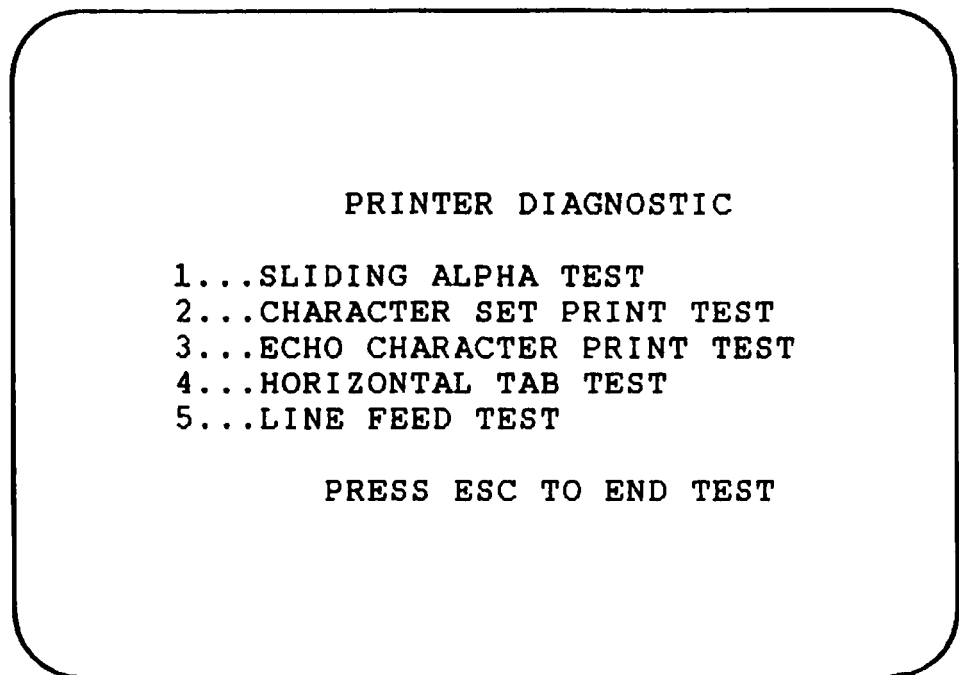 PRINTER DIAGNOSTIC
1...SLIDING ALPHA TEST
2...CHARACTER SET PRINT TEST
3...ECHO CHARACTER PRINT TEST
4...HORIZONTAL TAB TEST
5...LINE FEED TEST
PRESS ESC TO END TEST